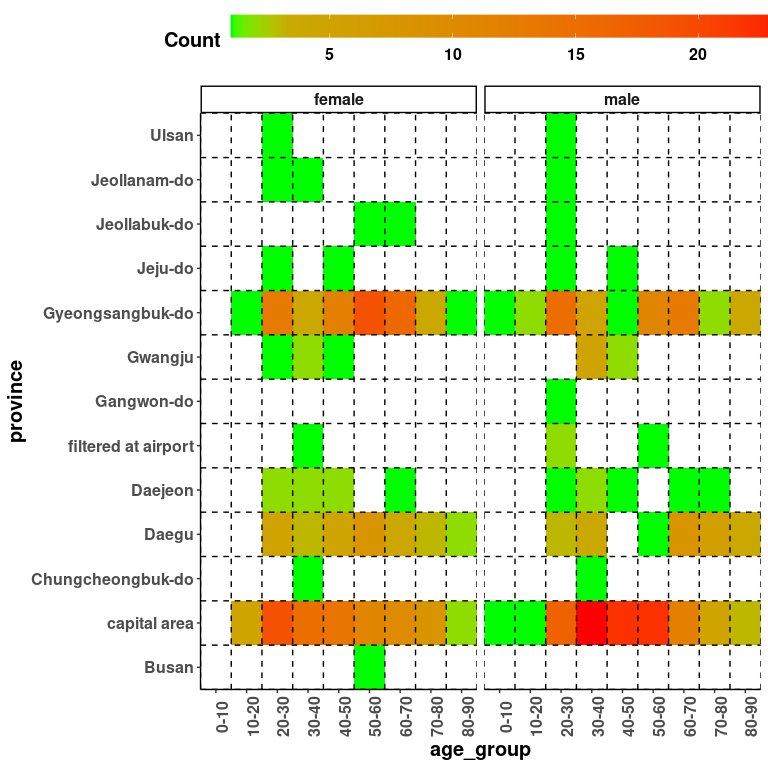 Count
5 10 15 20
female male
Ulsan
Jeollanam-do
Jeollabuk-do
Jeju-do
Gyeongsangbuk-do
Gwangju
Gangwon-do
filtered at airport
Daejeon
Daegu
Chungcheongbuk-do
capital area
Busan
province
0-10 10-20 20-30 30-40 40-50 50-60 60-70 70-80 80-90 0-10 10-20 20-30 30-40 40-50 50-60 60-70 70-80 80-90
age_group